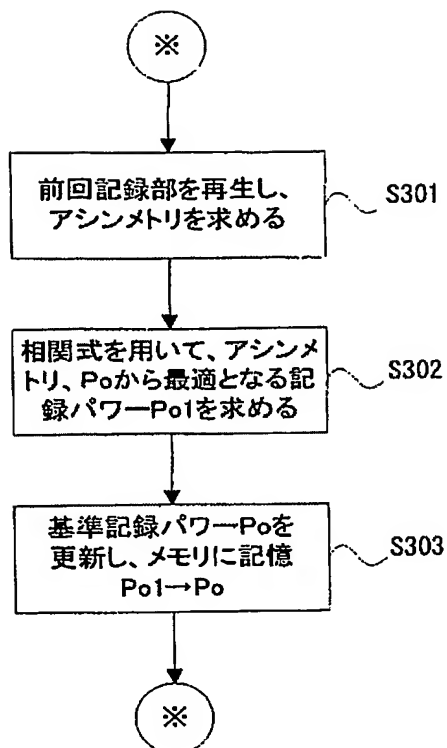 ※
前回記録部を再生し、
アシンメトリを求める
S301
相関式を用いて、アシンメ
トリ、Poから最適となる記
録パワーPo1を求める
S302
基準記録パワーPoを
更新し、メモリに記憶
Po1→Po
S303
※